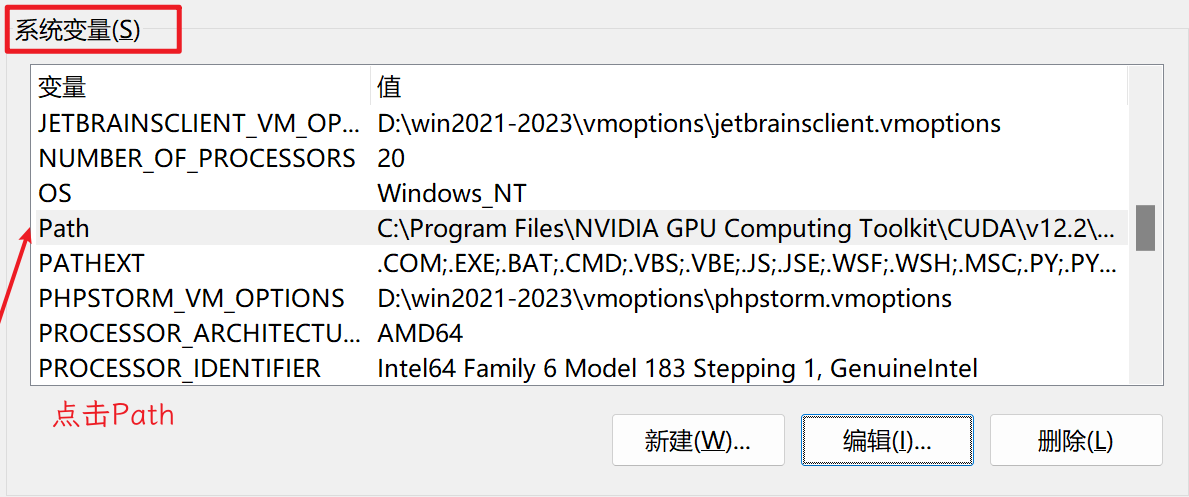 系统变量(S)
变量 值
JETBRAINSCLIENT_VM_OP... D:\win2021-2023\vmoptions\jetbrainsclient.vmoptions
NUMBER_OF_PROCESSORS 20
OS Windows_NT
Path C:\Program Files\NVIDIA GPU Computing Toolkit\CUDA\v12.2\...
PATHEXT .COM;.EXE;.BAT;.CMD;.VBS;.VBE;.JS;.JSE;.WSF;.WSH;.MSC;.PY;.PY...
PHPSTORM_VM_OPTIONS D:\win2021-2023\vmoptions\phpstorm.vmoptions
PROCESSOR_ARCHITECTU... AMD64
PROCESSOR_IDENTIFIER Intel64 Family 6 Model 183 Stepping 1, GenuineIntel
点击Path
新建(W)... 编辑(I)... 删除(L)